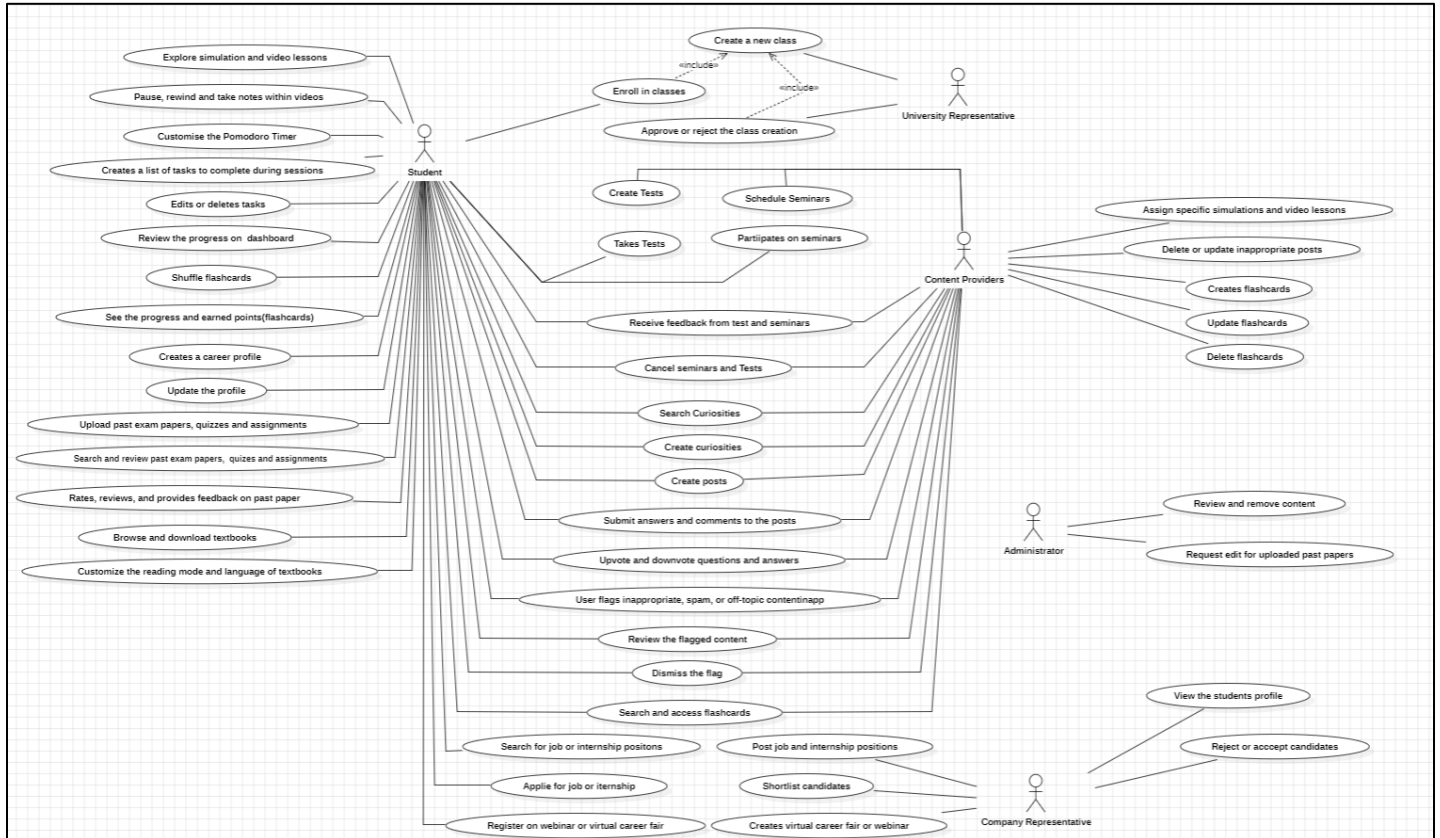 Create a new class
Explore simulation and video lessons
«include»
Enroll in classes
«include»
University Representative
Pause, rewind and take notes within videos
Approve or reject the class creation
Customise the Pomodoro Timer
Creates a list of tasks to complete during sessions
Student
Edits or deletes tasks
Create Tests
Schedule Seminars
Assign specific simulations and video lessons
Review the progress on dashboard
Takes Tests
Partiipates on seminars
Delete or update inappropriate posts
Shuffle flashcards
Content Providers
Creates flashcards
See the progress and earned points(flashcards)
Receive feedback from test and seminars
Update flashcards
Creates a career profile
Delete flashcards
Cancel seminars and Tests
Update the profile
Search Curiosities
Upload past exam papers, quizzes and assignments
Create curiosities
Search and review past exam papers, quizes and assignments
Create posts
Rates, reviews, and provides feedback on past paper
Review and remove content
Submit answers and comments to the posts
Browse and download textbooks
Administrator
Request edit for uploaded past papers
Upvote and downvote questions and answers
Customize the reading mode and language of textbooks
User flags inappropriate, spam, or off-topic contentinapp
Review the flagged content
Dismiss the flag
View the students profile
Search and access flashcards
Search for job or internship positons
Post job and internship positions
Reject or acccept candidates
Applie for job or iternship
Shortlist candidates
Company Representative
Register on webinar or virtual career fair
Creates virtual career fair or webinar